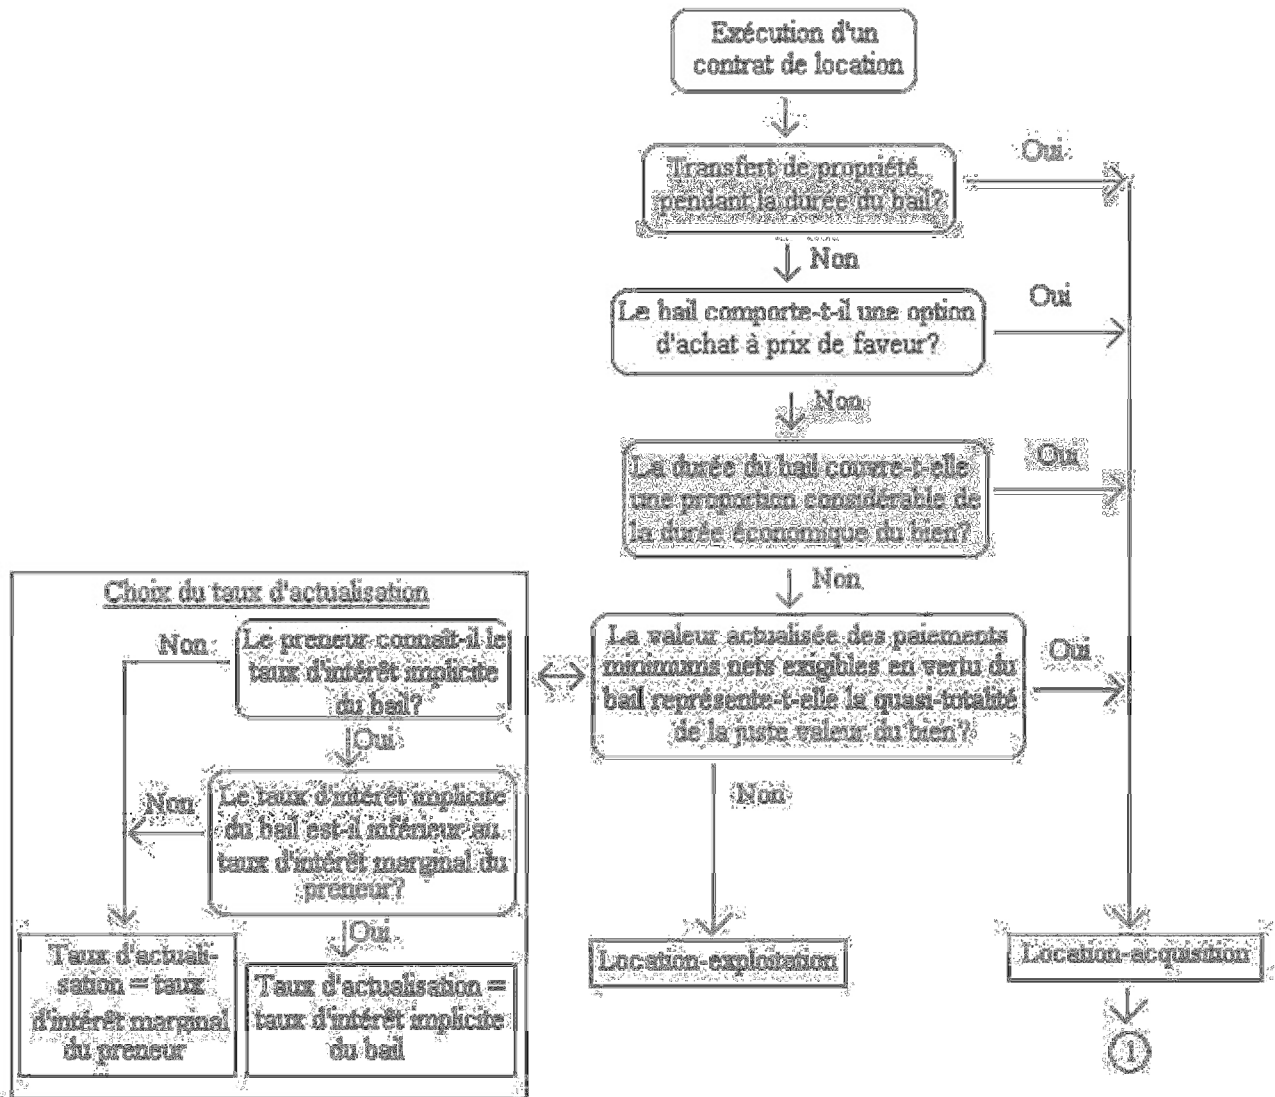 Exécution d'un
contrat de location
Transfert de propriété
pendant la durée du bail?
Oui
Non
Le bail comporte-t-il une option
d'achat à prix de faveur?
Oui
Non
La durée du bail couvre-t-elle
une proportion considérable de
la durée économique du bien?
Oui
Non
La valeur actualisée des paiements
minimums nets exigibles en vertu du
bail représente-t-elle la quasi-totalité
de la juste valeur du bien?
Oui
Non
Choix du taux d'actualisation
Le preneur connaît-il le
taux d'intérêt implicite
du bail?
Non
Oui
Le taux d'intérêt implicite
du bail est-il inférieur au
taux d'intérêt marginal du
preneur?
Non
Oui
Taux d'actuali-
sation = taux
d'intérêt marginal
du preneur
Taux d'actualisation =
taux d'intérêt implicite
du bail
Location-exploitation
Location-acquisition
1